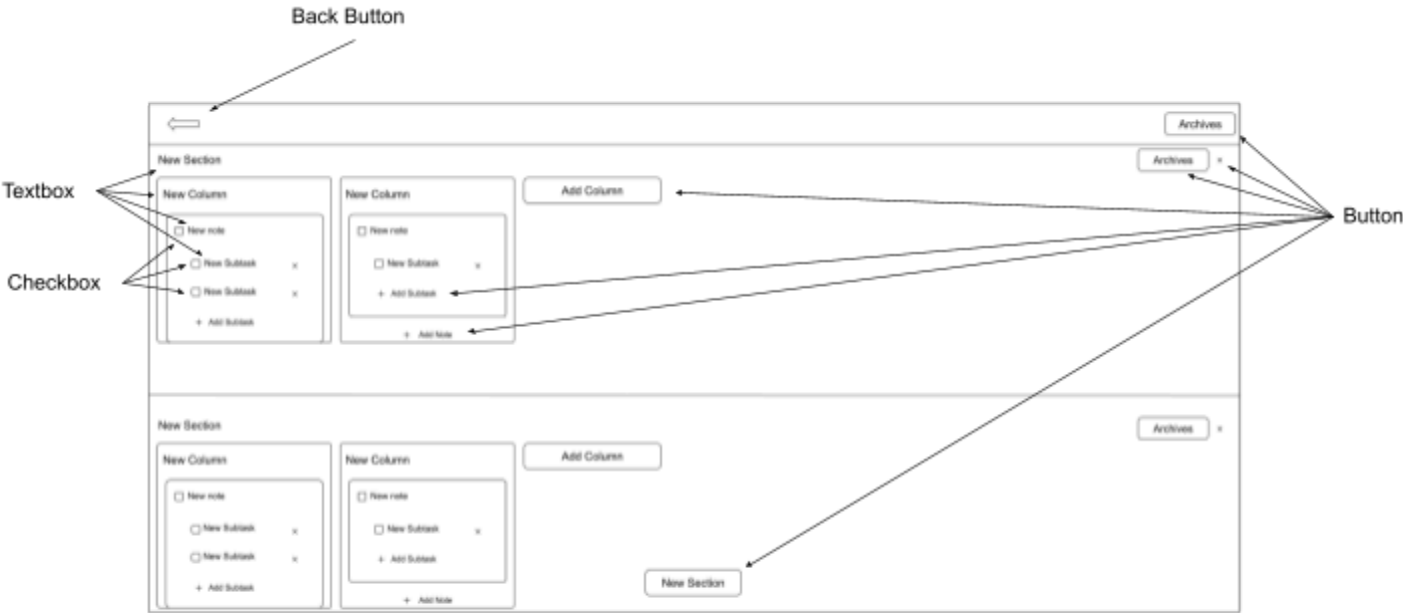 Back Button
Archives
New Section
Archives x
Textbox
New Column
New Column
Add Column
Button
New note
New note
Checkbox
New Subtask x
New Subtask x
New Subtask x
+ Add Subtask
+ Add Subtask
+ Add Note
New Section
Archives x
New Column
New Column
Add Column
New note
New note
New Subtask x
New Subtask x
New Subtask x
+ Add Subtask
+ Add Subtask
New Section
+ Add Note